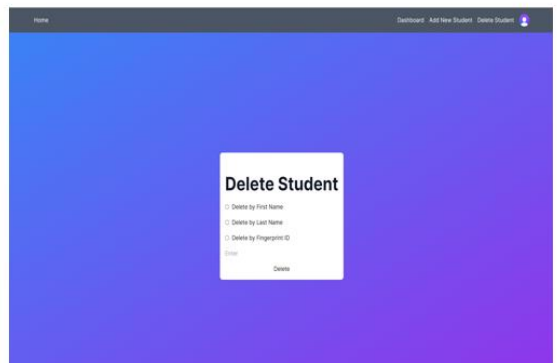 Home Dashboard Add New Student Delete Student
Delete Student
Delete by First Name
Delete by Last Name
Delete by Fingerprint ID
Enter
Delete